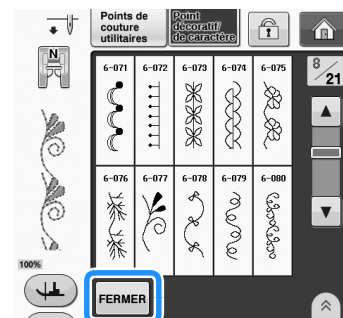 Points de
couture
utilitaires
Point
décoratif/
de caractère
N
6-071 6-072 6-073 6-074 6-075
8/21
6-076 6-077 6-078 6-079 6-080
100%
FERMER